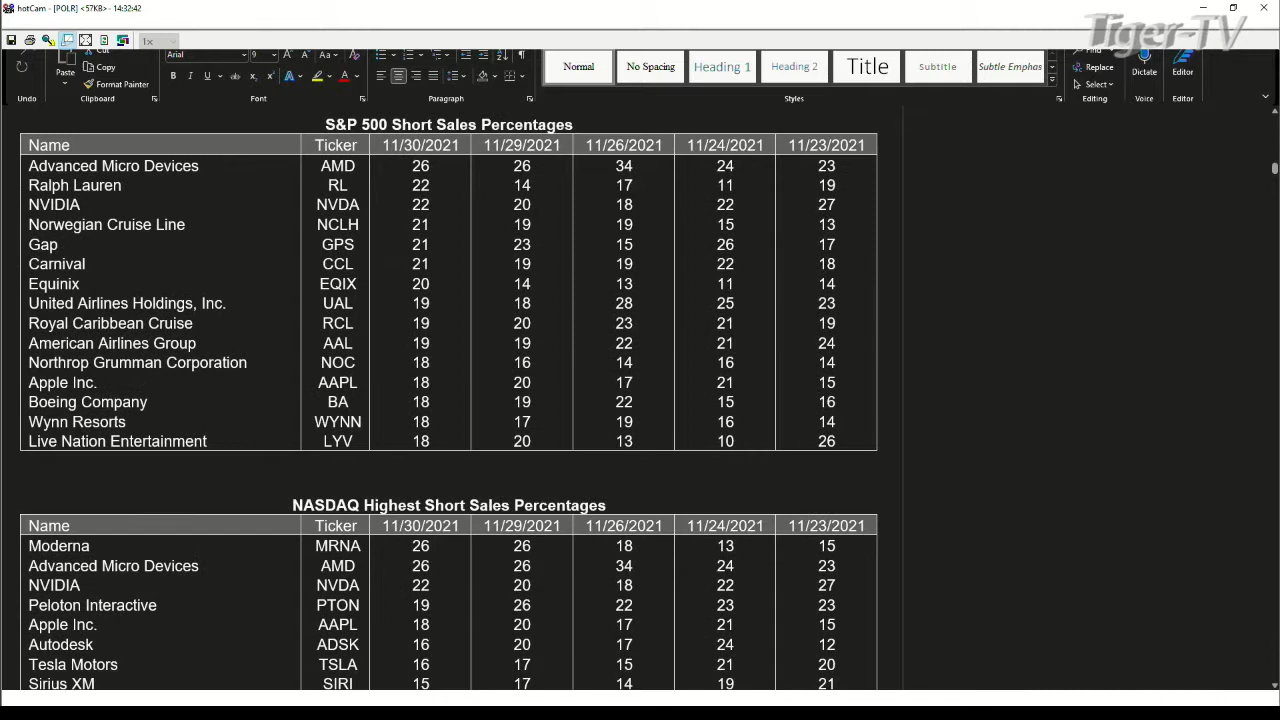 hotCam - [POLR] <57KB> - 14:32:42
Tiger-TV
1x
Cut
Paste
Copy
Format Painter
Undo
Clipboard
Arial
9
Font
Paragraph
Normal
No Spacing
Heading 1
Heading 2
Title
Subtitle
Subtle Emphas
Styles
Find
Replace
Select
Editing
Dictate
Voice
Editor
Editor
S&P 500 Short Sales Percentages
Name Ticker 11/30/2021 11/29/2021 11/26/2021 11/24/2021 11/23/2021
Advanced Micro Devices AMD 26 26 34 24 23
Ralph Lauren RL 22 14 17 11 19
NVIDIA NVDA 22 20 18 22 27
Norwegian Cruise Line NCLH 21 19 19 15 13
Gap GPS 21 23 15 26 17
Carnival CCL 21 19 19 22 18
Equinix EQIX 20 14 13 11 14
United Airlines Holdings, Inc. UAL 19 18 28 25 23
Royal Caribbean Cruise RCL 19 20 23 21 19
American Airlines Group AAL 19 19 22 21 24
Northrop Grumman Corporation NOC 18 16 14 16 14
Apple Inc. AAPL 18 20 17 21 15
Boeing Company BA 18 19 22 15 16
Wynn Resorts WYNN 18 17 19 16 14
Live Nation Entertainment LYV 18 20 13 10 26
NASDAQ Highest Short Sales Percentages
Name Ticker 11/30/2021 11/29/2021 11/26/2021 11/24/2021 11/23/2021
Moderna MRNA 26 26 18 13 15
Advanced Micro Devices AMD 26 26 34 24 23
NVIDIA NVDA 22 20 18 22 27
Peloton Interactive PTON 19 26 22 23 23
Apple Inc. AAPL 18 20 17 21 15
Autodesk ADSK 16 20 17 24 12
Tesla Motors TSLA 16 17 15 21 20
Sirius XM SIRI 15 17 14 19 21